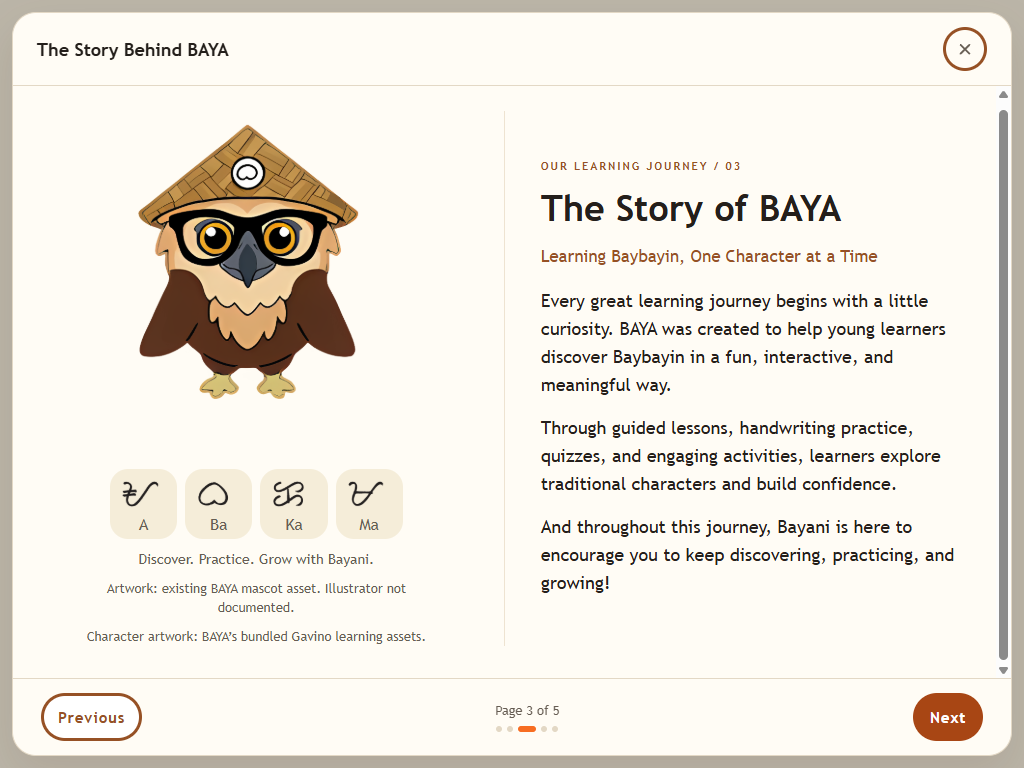 The Story Behind BAYA
ᜀ
ᜊ
ᜃ
ᜋ
A
Ba
Ka
Ma
Discover. Practice. Grow with Bayani.
Artwork: existing BAYA mascot asset. Illustrator not
documented.
Character artwork: BAYA's bundled Gavino learning assets.
OUR LEARNING JOURNEY / 03
The Story of BAYA
Learning Baybayin, One Character at a Time
Every great learning journey begins with a little
curiosity. BAYA was created to help young learners
discover Baybayin in a fun, interactive, and
meaningful way.
Through guided lessons, handwriting practice,
quizzes, and engaging activities, learners explore
traditional characters and build confidence.
And throughout this journey, Bayani is here to
encourage you to keep discovering, practicing, and
growing!
Previous
Page 3 of 5
Next